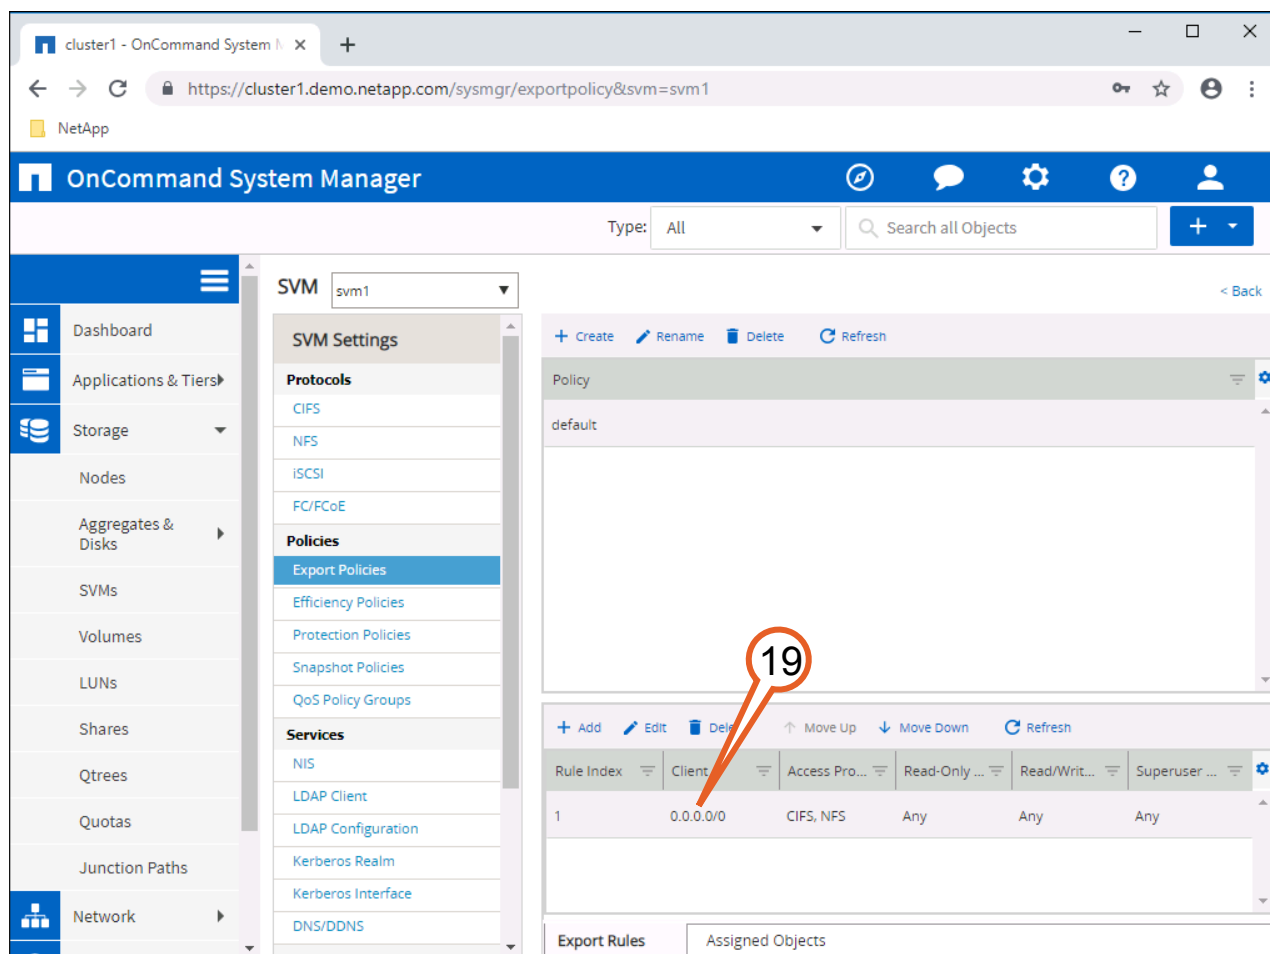 cluster1 - OnCommand System M
https://cluster1.demo.netapp.com/sysmgr/exportpolicy&svm=svm1
NetApp
OnCommand System Manager
Type: All Search all Objects
SVM svm1
< Back
Dashboard
Applications & Tiers
Storage
Nodes
Aggregates &
Disks
SVMs
Volumes
LUNs
Shares
Qtrees
Quotas
Junction Paths
Network
SVM Settings
Protocols
CIFS
NFS
iSCSI
FC/FCoE
Policies
Export Policies
Efficiency Policies
Protection Policies
Snapshot Policies
QoS Policy Groups
Services
NIS
LDAP Client
LDAP Configuration
Kerberos Realm
Kerberos Interface
DNS/DDNS
+ Create Rename Delete Refresh
Policy
default
19
+ Add Edit Dele Move Up Move Down Refresh
Rule Index Client Access Pro... Read-Only ... Read/Writ... Superuser ...
1 0.0.0.0/0 CIFS, NFS Any Any Any
Export Rules Assigned Objects